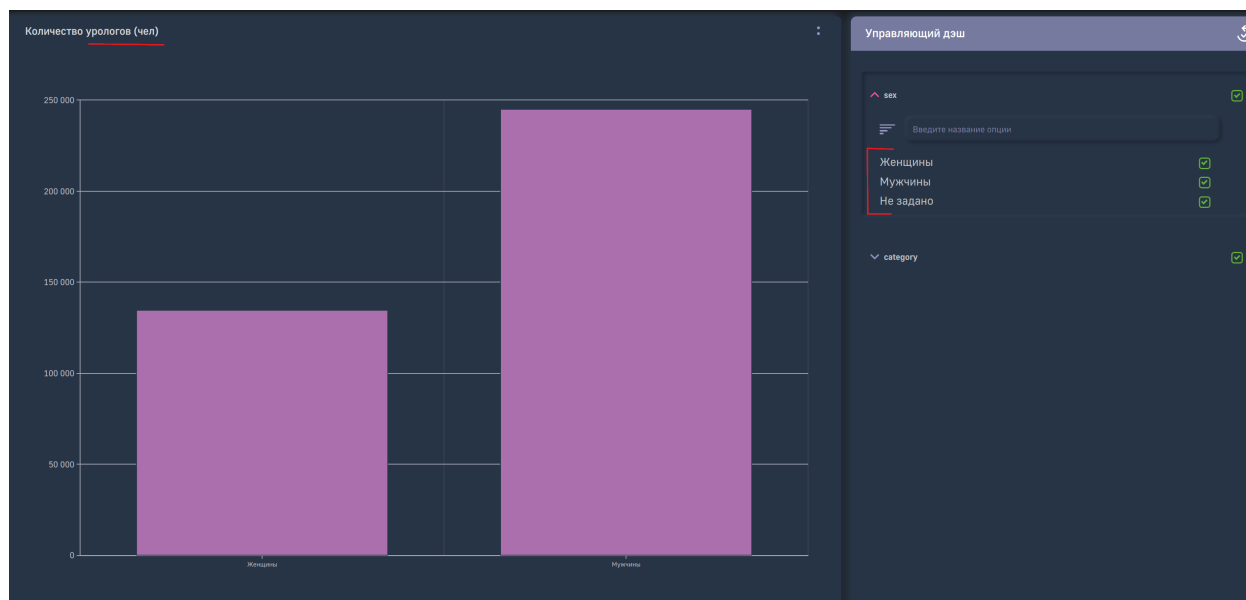 Количество урологов (чел)
250 000
200 000
150 000
100 000
50 000
0
Женщины
Мужчины
Управляющий дэш
sex
Введите название опции
Женщины
Мужчины
Не задано
category